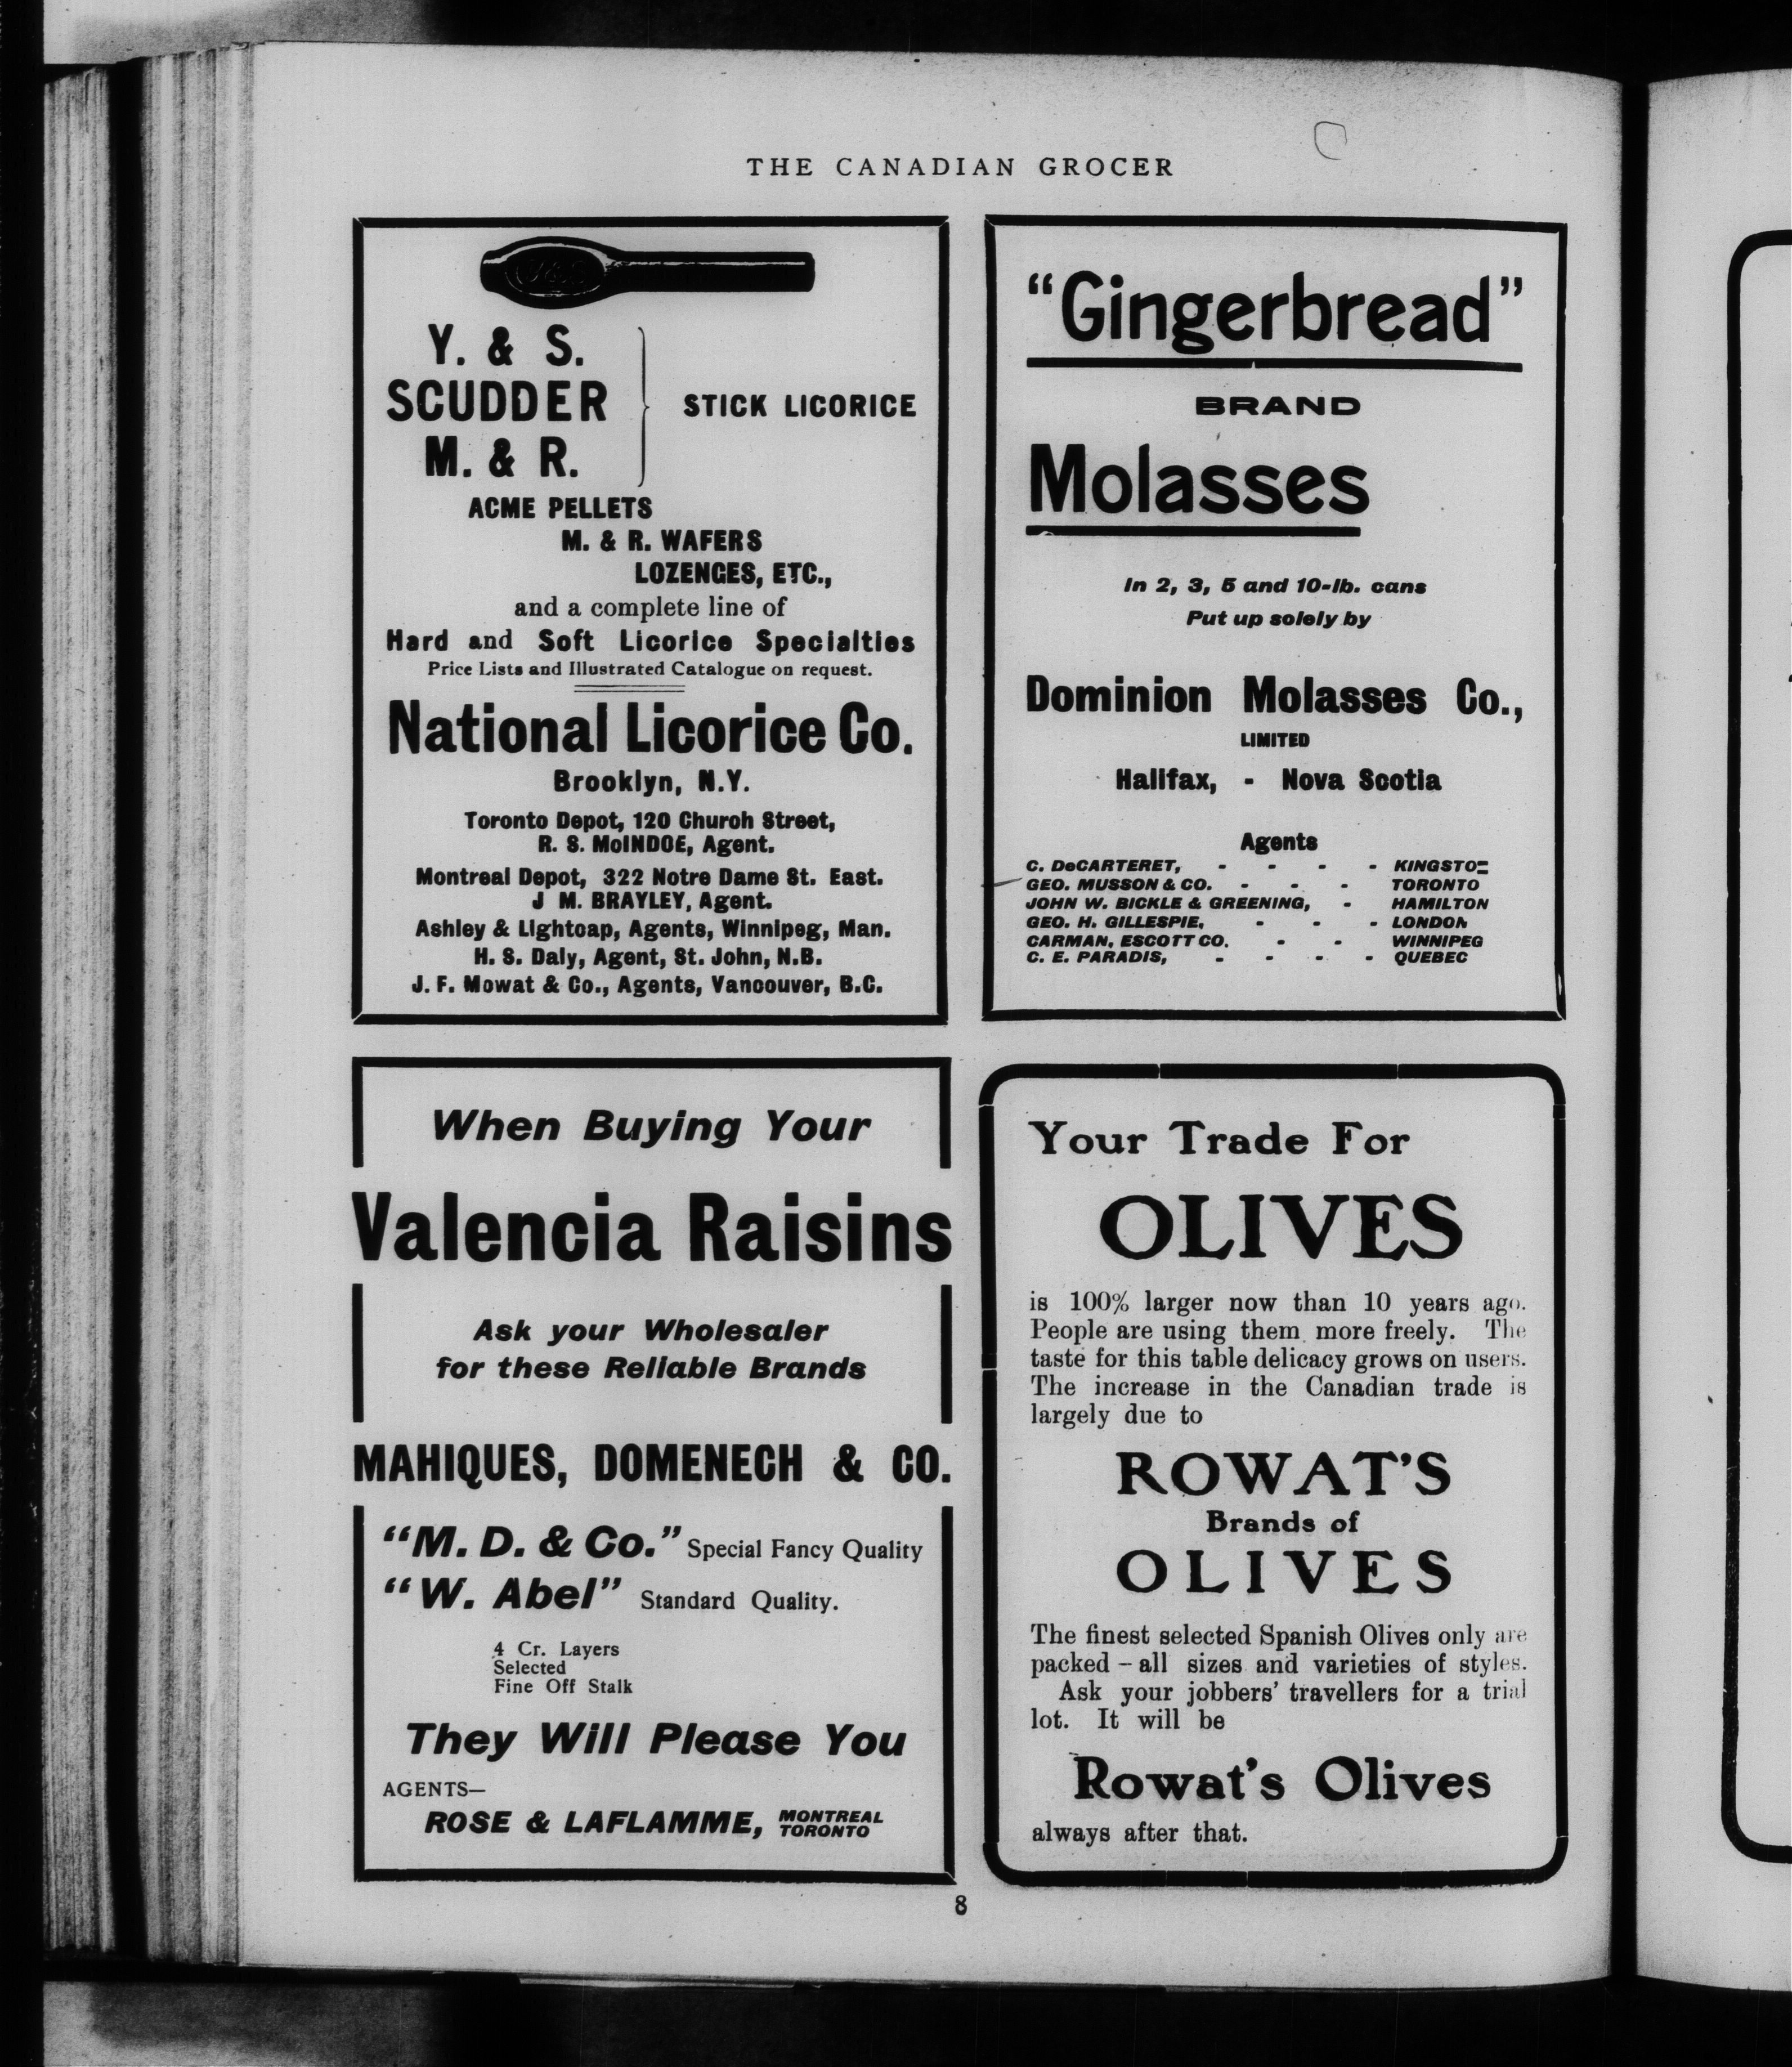 THE CANADIAN GROCER
Y. & S.
SCUDDER
M. & R.
STICK LICORICE
ACME PELLETS
M. & R. WAFERS
LOZENGES, ETC.,
and a complete line of
Hard and Soft Licorice Specialties
Price Lists and Illustrated Catalogue on request.
National Licorice Co.
Brooklyn, N.Y.
Toronto Depot, 120 Church Street,
R. S. McINDOE, Agent.
Montreal Depot, 322 Notre Dame St. East.
J M. BRAYLEY, Agent.
Ashley & Lightcap, Agents, Winnipeg, Man.
H. S. Daly, Agent, St. John, N.B.
J. F. Mowat & Co., Agents, Vancouver, B.C.
"Gingerbread"
BRAND
Molasses
In 2, 3, 5 and 10-lb. cans
Put up solely by
Dominion Molasses Co.,
LIMITED
Halifax, - Nova Scotia
Agents
C. DeCARTERET, - - - - KINGSTON
GEO. MUSSON & CO. - - - TORONTO
JOHN W. BICKLE & GREENING, - HAMILTON
GEO. H. GILLESPIE, - - - LONDON
CARMAN, ESCOTT CO. - - WINNIPEG
C. E. PARADIS, - - - - QUEBEC
When Buying Your
Valencia Raisins
Ask your Wholesaler
for these Reliable Brands
MAHIQUES, DOMENECH & CO.
"M. D. & Co." Special Fancy Quality
"W. Abel" Standard Quality.
4 Cr. Layers
Selected
Fine Off Stalk
They Will Please You
AGENTS—
ROSE & LAFLAMME, MONTREAL
TORONTO
Your Trade For
OLIVES
is 100% larger now than 10 years ago.
People are using them more freely. The
taste for this table delicacy grows on users.
The increase in the Canadian trade is
largely due to
ROWAT'S
Brands of
OLIVES
The finest selected Spanish Olives only are
packed – all sizes and varieties of styles.
Ask your jobbers' travellers for a trial
lot. It will be
Rowat's Olives
always after that.
8